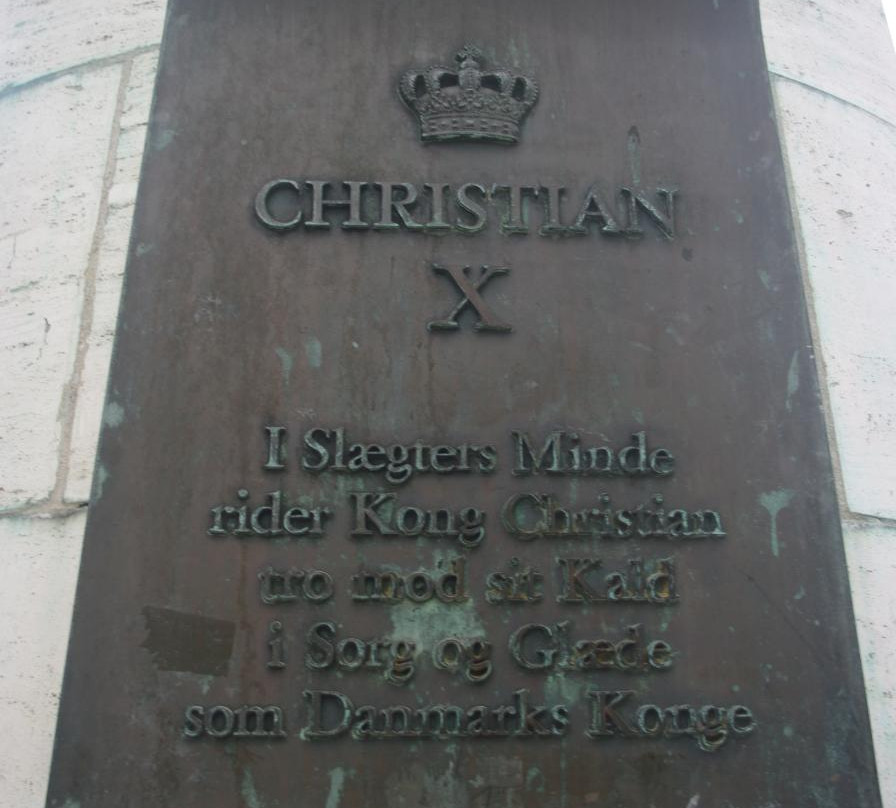 CHRISTIAN
X
I Slægters Minde
rider Kong Christian
tro mod sit Kald
i Sorg og Glæde
som Danmarks Konge